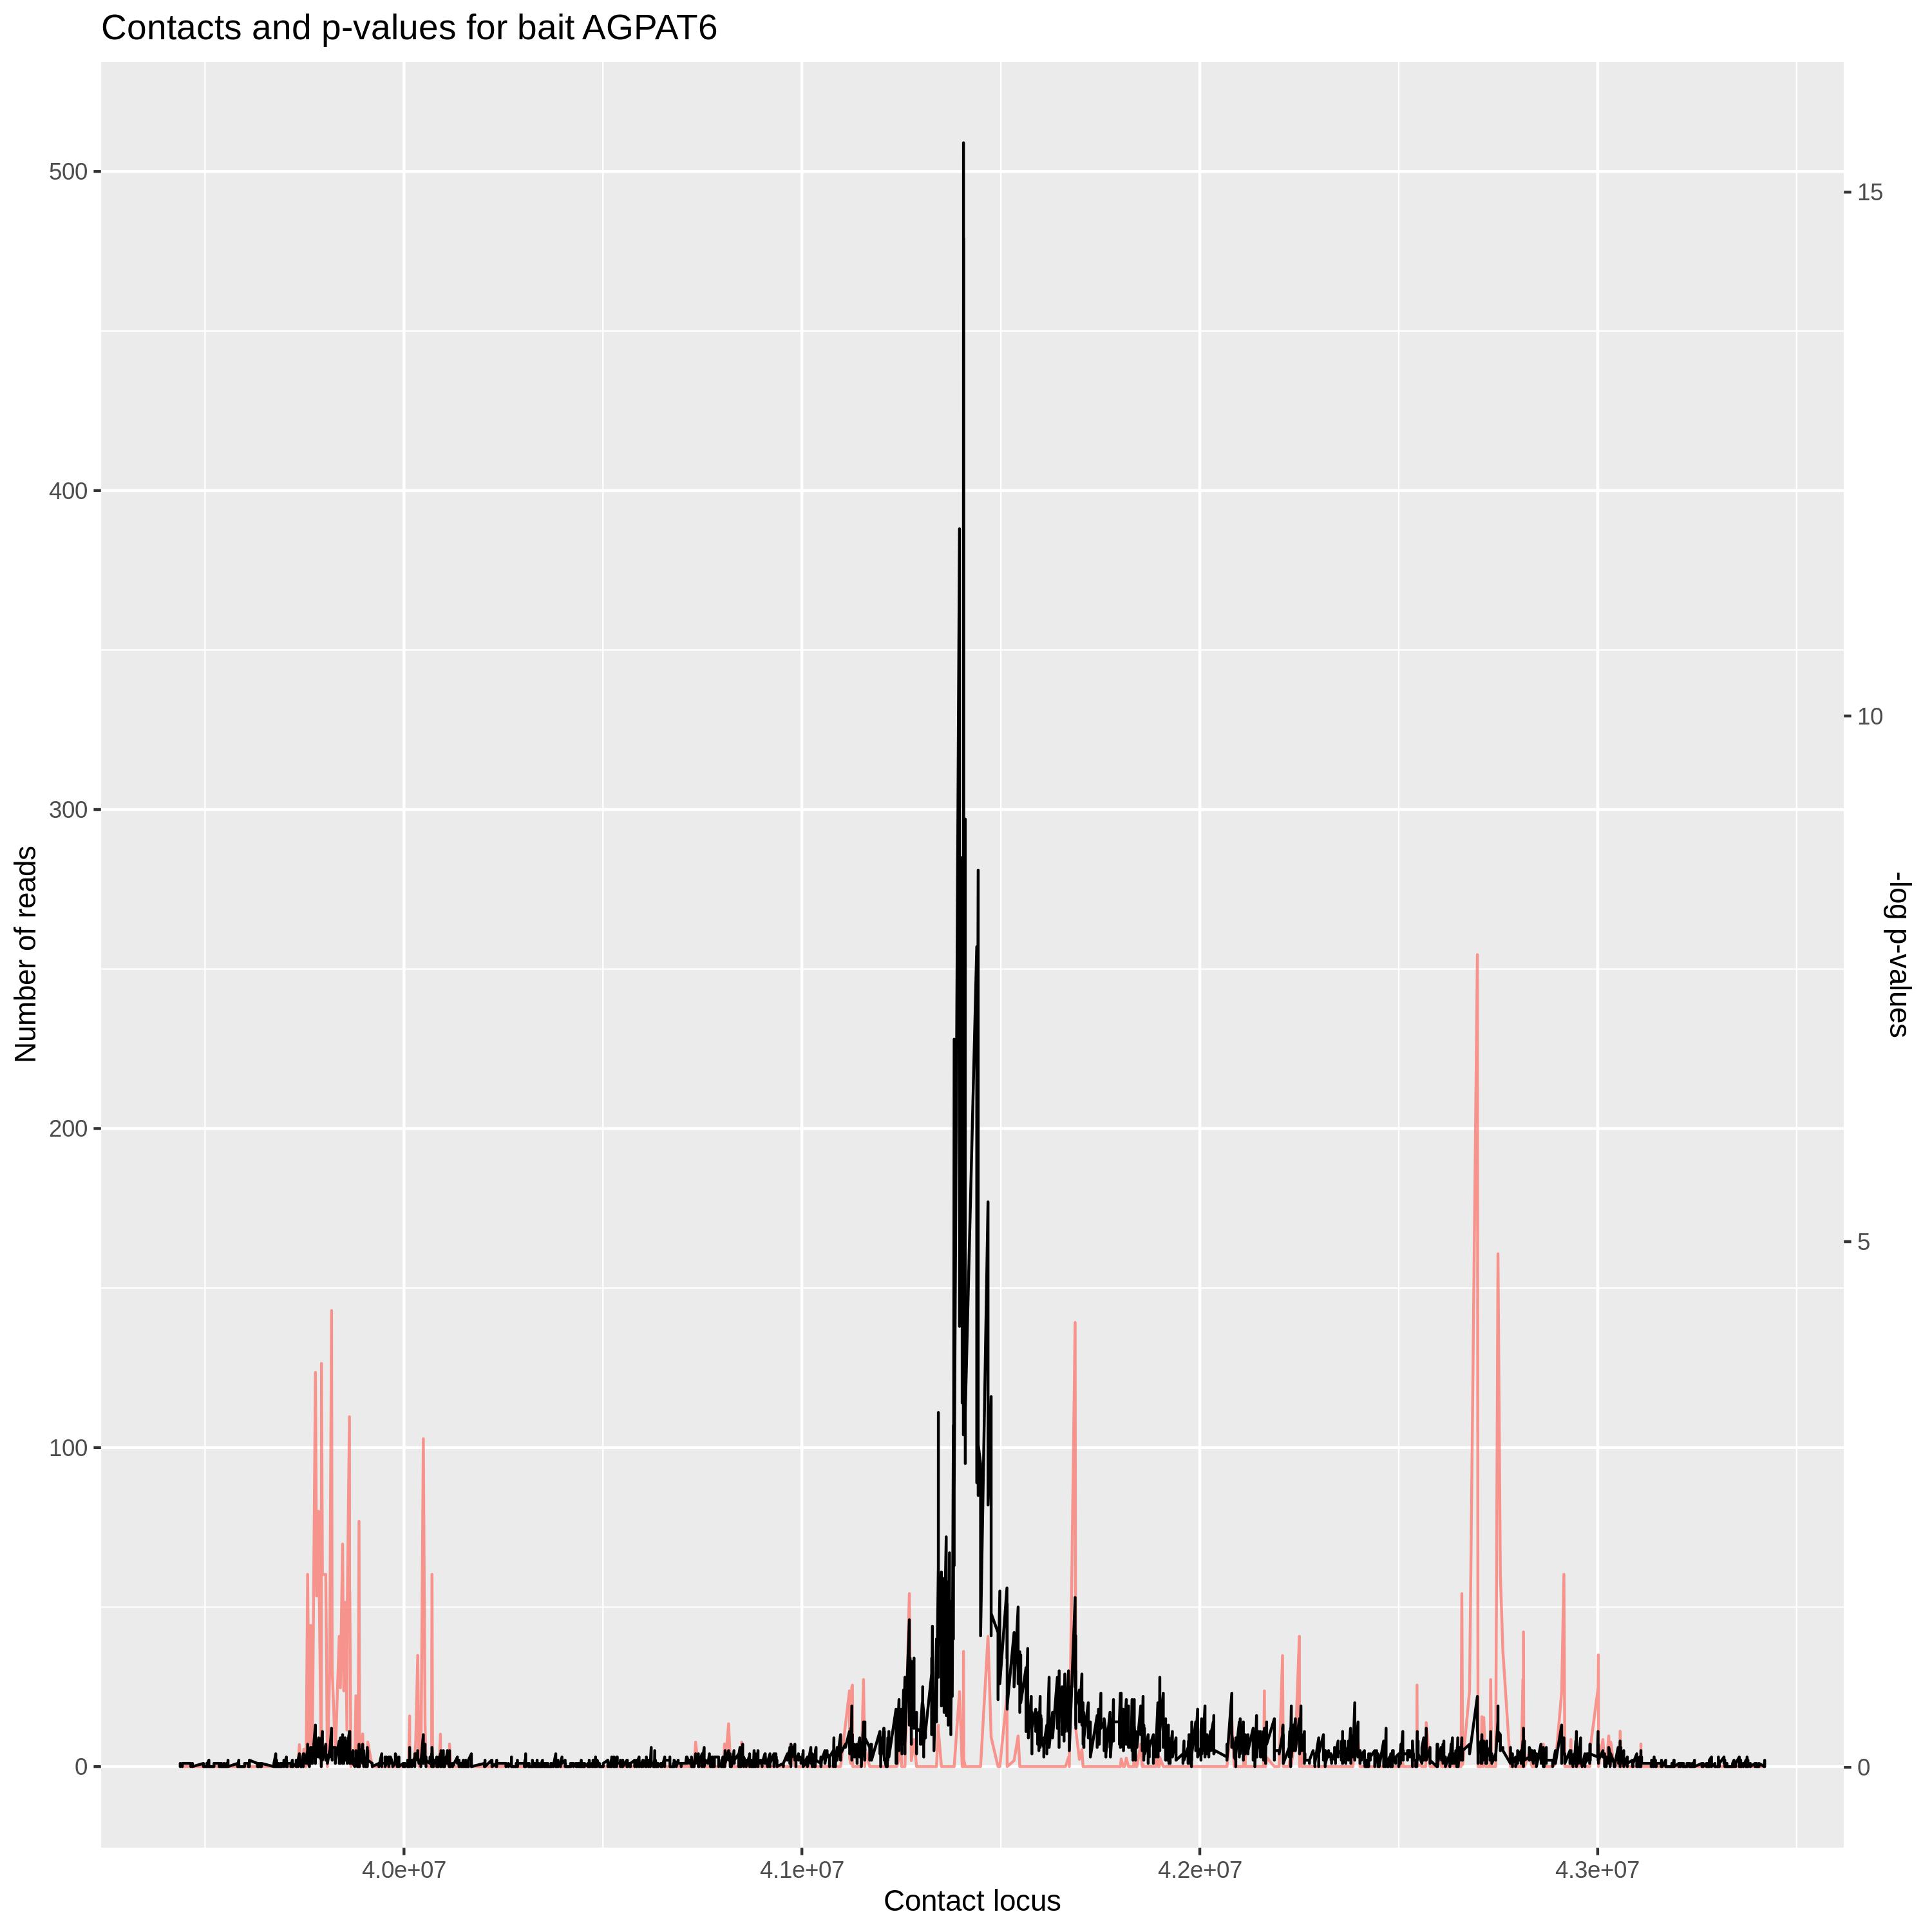 Contacts and p-values for bait AGPAT6
500
400
300
200
100
0
Number of reads
15
10
5
0
-log p-values
4.0e+07
4.1e+07
4.2e+07
4.3e+07
Contact locus